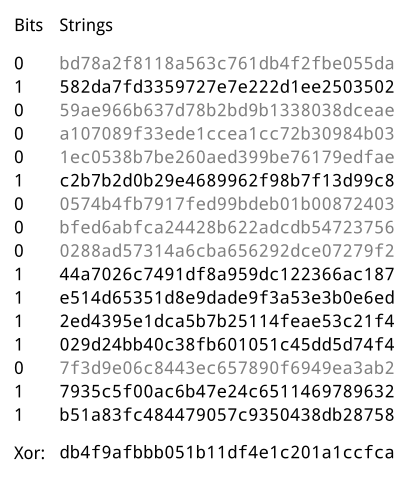 Bits Strings
0 bd78a2f8118a563c761db4f2fbe055da
1 582da7fd3359727e7e222d1ee2503502
0 59ae966b637d78b2bd9b1338038dceae
0 a107089f33ede1ccea1cc72b30984b03
0 1ec0538b7be260aed399be76179edfae
1 c2b7b2d0b29e4689962f98b7f13d99c8
0 0574b4fb7917fed99bdeb01b00872403
0 bfed6abfca24428b622adcdb54723756
0 0288ad57314a6cba656292dce07279f2
1 44a7026c7491df8a959dc122366ac187
1 e514d65351d8e9dade9f3a53e3b0e6ed
1 2ed4395e1dca5b7b25114feae53c21f4
1 029d24bb40c38fb601051c45dd5d74f4
0 7f3d9e06c8443ec657890f6949ea3ab2
1 7935c5f00ac6b47e24c6511469789632
1 b51a83fc484479057c9350438db28758
Xor: db4f9afbbb051b11df4e1c201a1ccfca